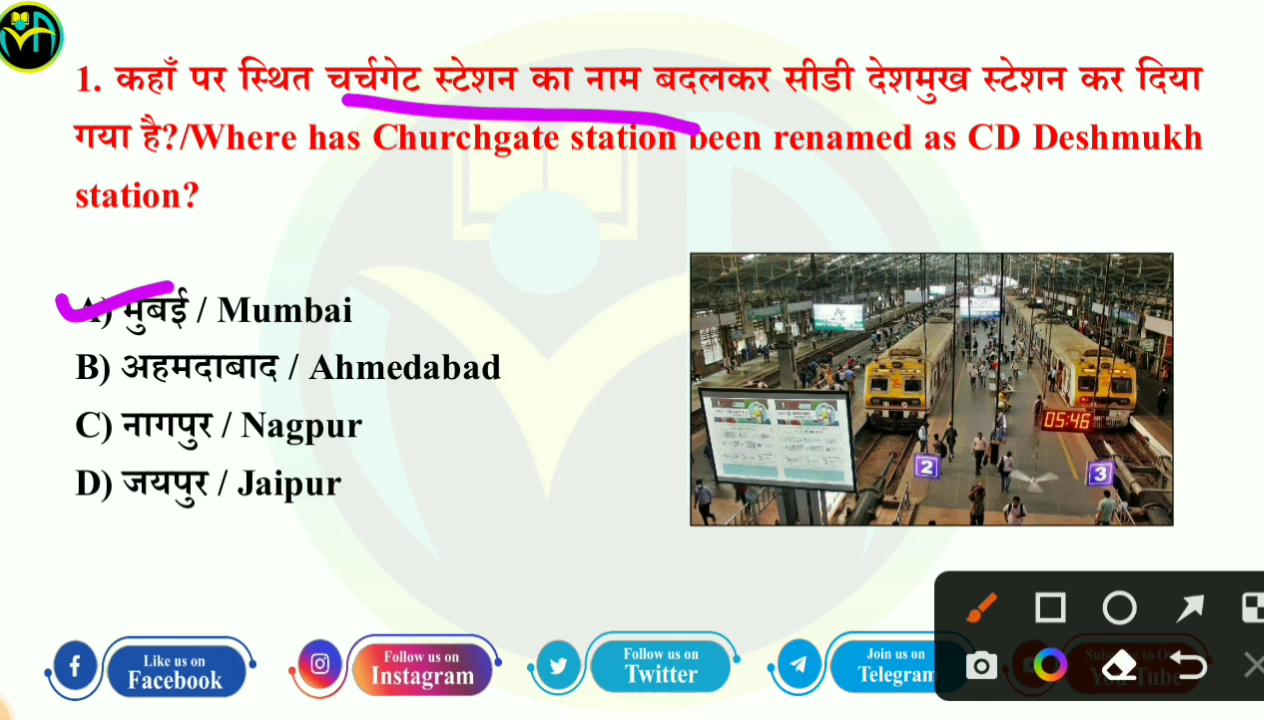 1. कहाँ पर स्थित चर्चगेट स्टेशन का नाम बदलकर सीडी देशमुख स्टेशन कर दिया
गया है?/Where has Churchgate station been renamed as CD Deshmukh
station?
A) मुंबई / Mumbai
B) अहमदाबाद / Ahmedabad
C) नागपुर / Nagpur
D) जयपुर / Jaipur
05:46
2
3
Like us on
Facebook
Follow us on
Instagram
Follow us on
Twitter
Join us on
Telegram